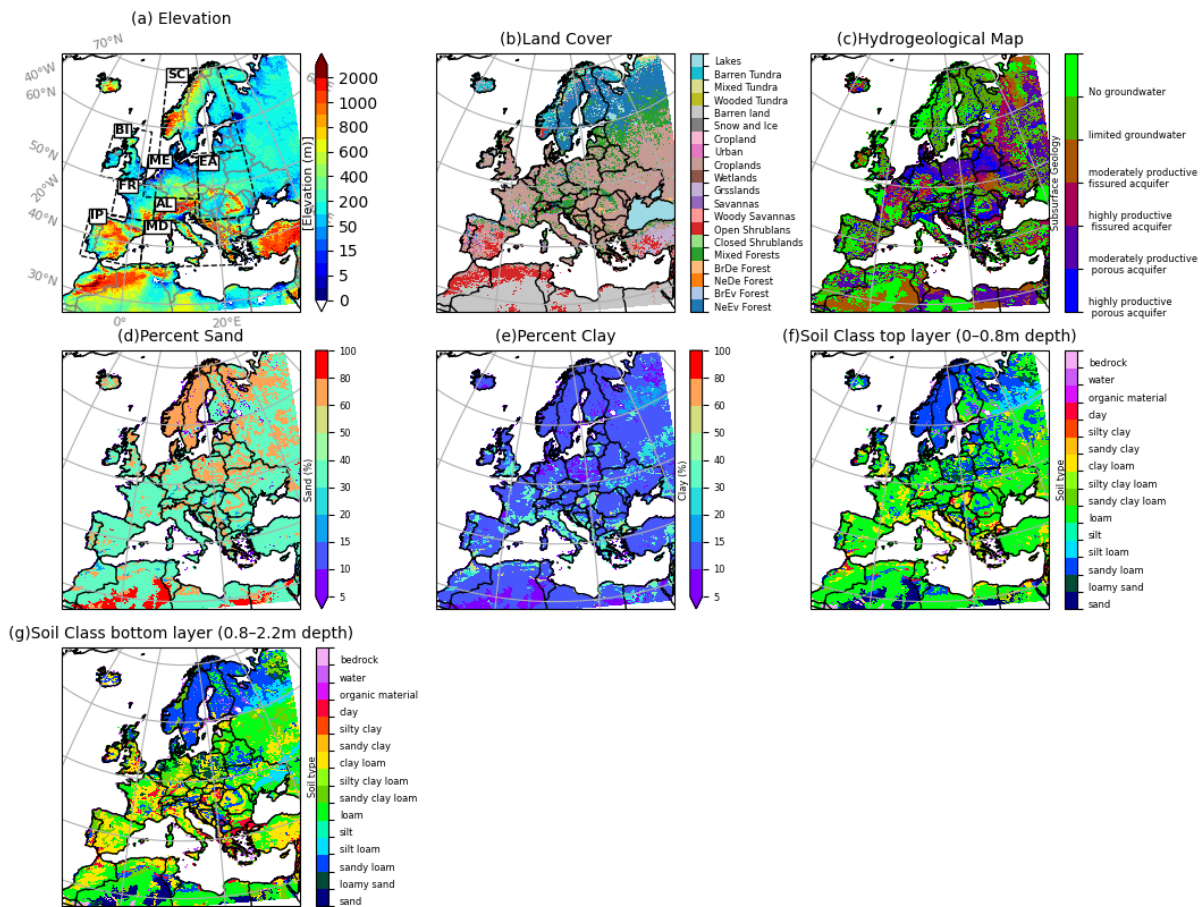 (a) Elevation
70°N
40°W
60°N
50°N
20°W
40°N
30°N
0°
20°E
SC
BI
ME
EA
FR
AL
IP
MD
2000
1000
800
600
400
200
100
50
15
5
0
[Elevation (m)]
(b)Land Cover
Lakes
Barren Tundra
Mixed Tundra
Wooded Tundra
Barren land
Snow and Ice
Cropland
Urban
Croplands
Wetlands
Grsslands
Savannas
Woody Savannas
Open Shrublans
Closed Shrublands
Mixed Forests
BrDe Forest
NeDe Forest
BrEv Forest
NeEv Forest
(c)Hydrogeological Map
No groundwater
limited groundwater
moderately productive
fissured acquifer
highly productive
fissured acquifer
moderately productive
porous acquifer
highly productive
porous acquifer
Subsurface Geology
(d)Percent Sand
100
80
60
50
40
30
20
15
10
5
Sand (%)
(e)Percent Clay
100
80
60
50
40
30
20
15
10
5
Clay (%)
(f)Soil Class top layer (0–0.8m depth)
bedrock
water
organic material
clay
silty clay
sandy clay
clay loam
silty clay loam
sandy clay loam
loam
silt
silt loam
sandy loam
loamy sand
sand
Soil type
(g)Soil Class bottom layer (0.8–2.2m depth)
bedrock
water
organic material
clay
silty clay
sandy clay
clay loam
silty clay loam
sandy clay loam
loam
silt
silt loam
sandy loam
loamy sand
sand
Soil type